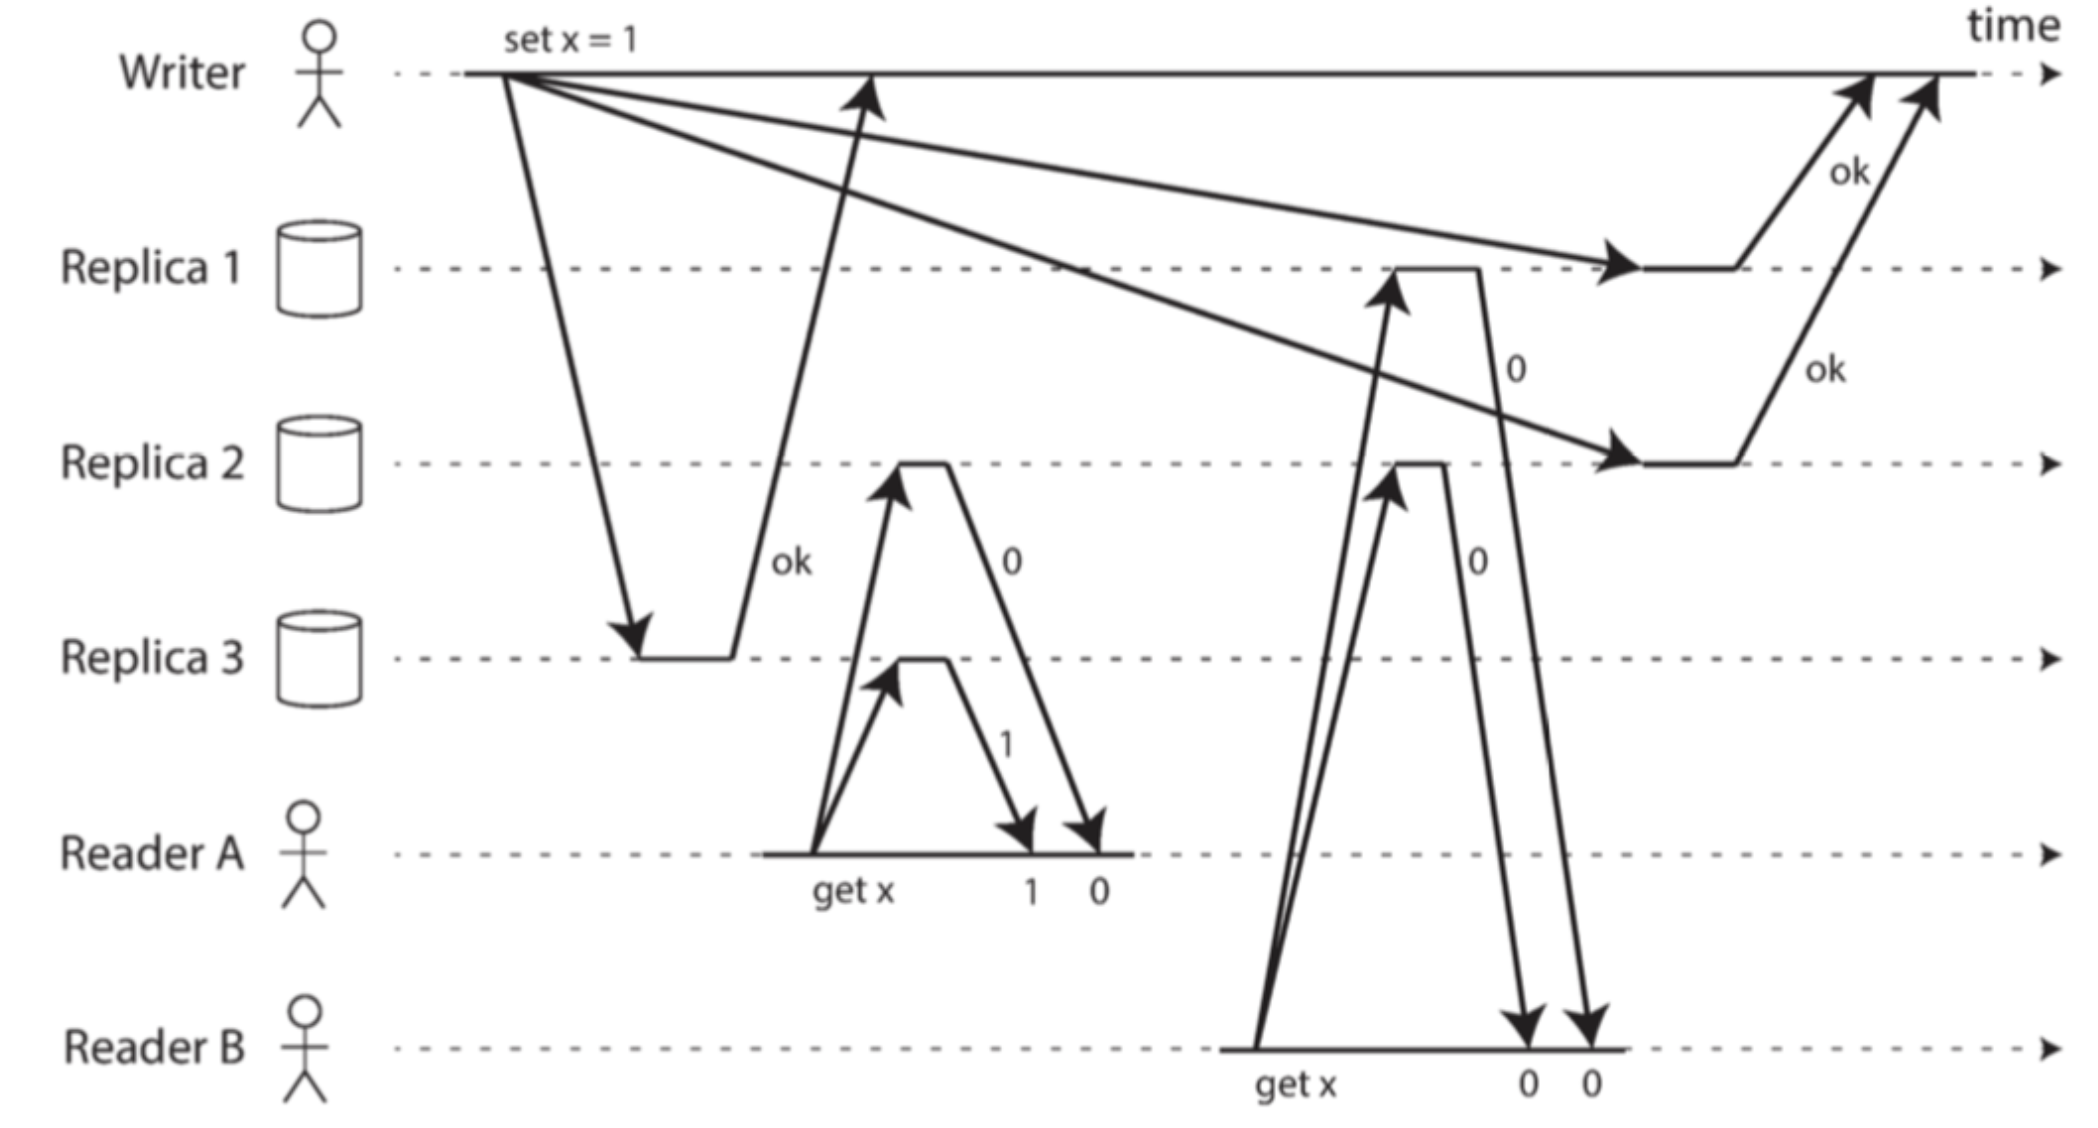 set x = 1
time
Writer
ok
Replica 1
0
ok
Replica 2
ok
0
0
Replica 3
1
Reader A
get x 1 0
Reader B
get x 0 0